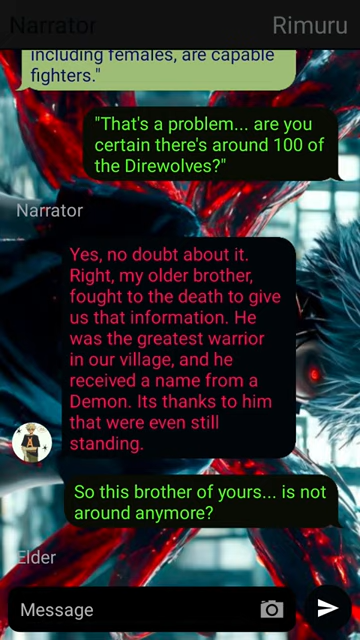 Narrator
Rimuru
including females, are capable
fighters."
"That's a problem... are you
certain there's around 100 of
the Direwolves?"
Narrator
Yes, no doubt about it.
Right, my older brother,
fought to the death to give
us that information. He
was the greatest warrior
in our village, and he
received a name from a
Demon. Its thanks to him
that were even still
standing.
So this brother of yours... is not
around anymore?
Elder
Message